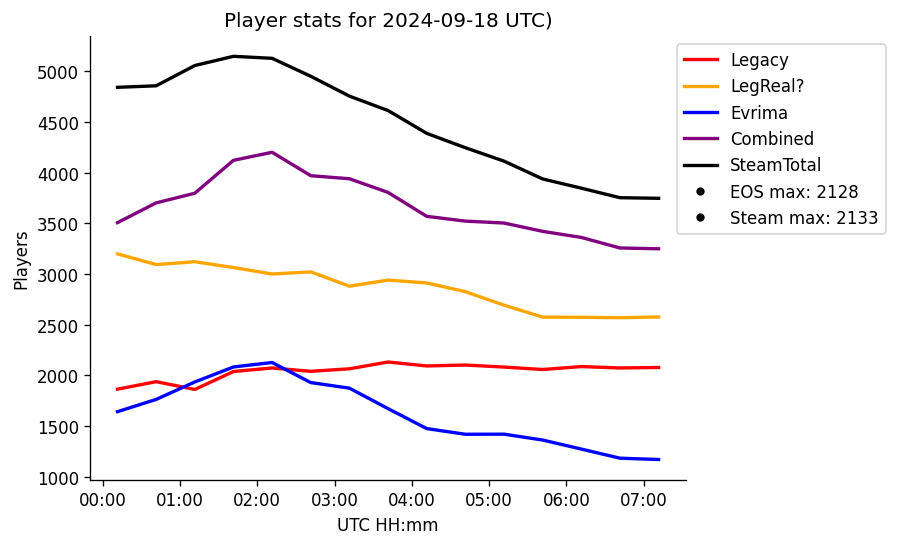 Player stats for 2024-09-18 UTC)
Legacy
LegReal?
Evrima
Combined
SteamTotal
EOS max: 2128
Steam max: 2133
Players
5000
4500
4000
3500
3000
2500
2000
1500
1000
00:00 01:00 02:00 03:00 04:00 05:00 06:00 07:00
UTC HH:mm